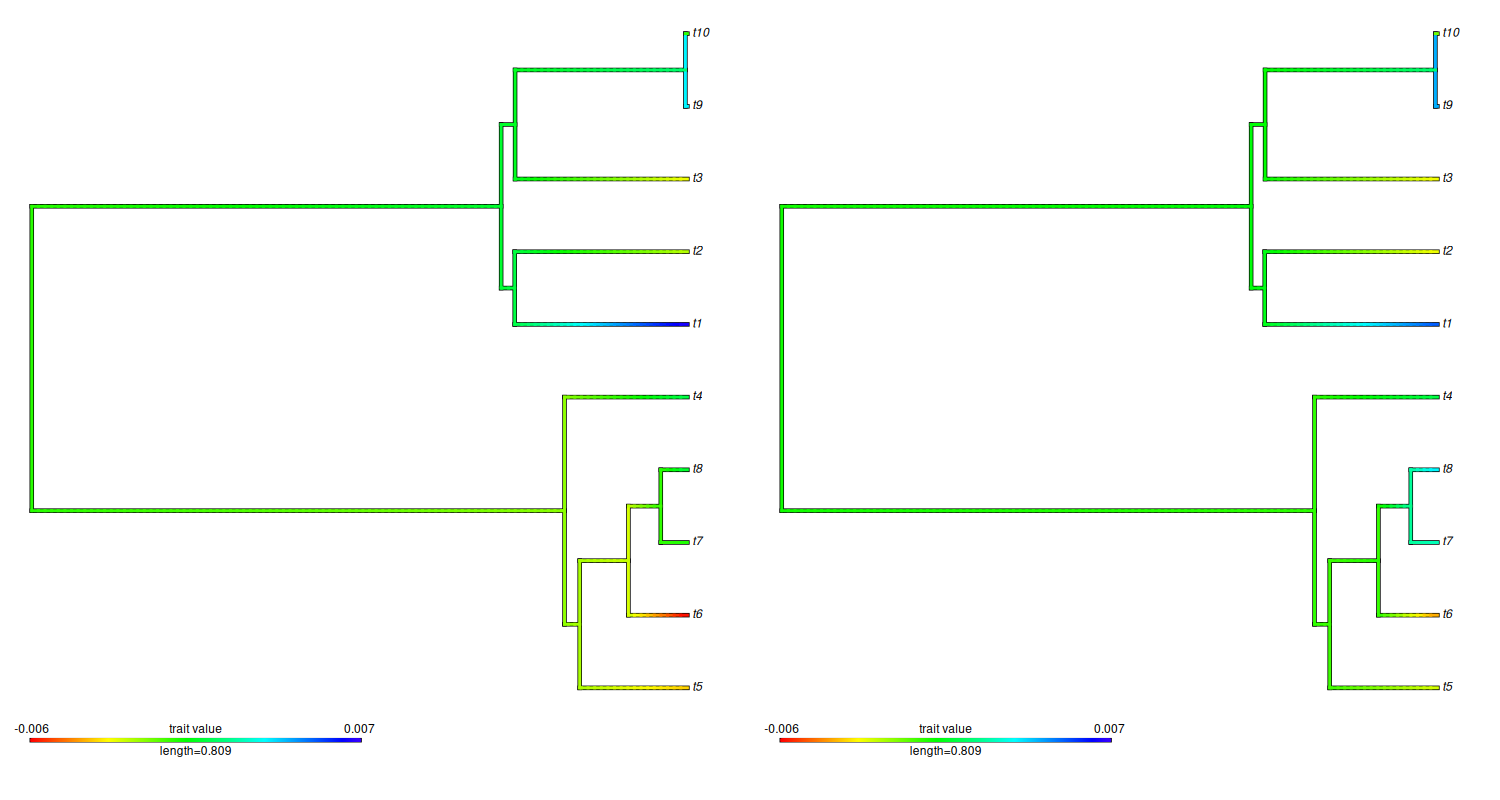 t10
t9
t3
t2
t1
t4
t8
t7
t6
t5
-0.006 trait value 0.007
length=0.809
t10
t9
t3
t2
t1
t4
t8
t7
t6
t5
-0.006 trait value 0.007
length=0.809